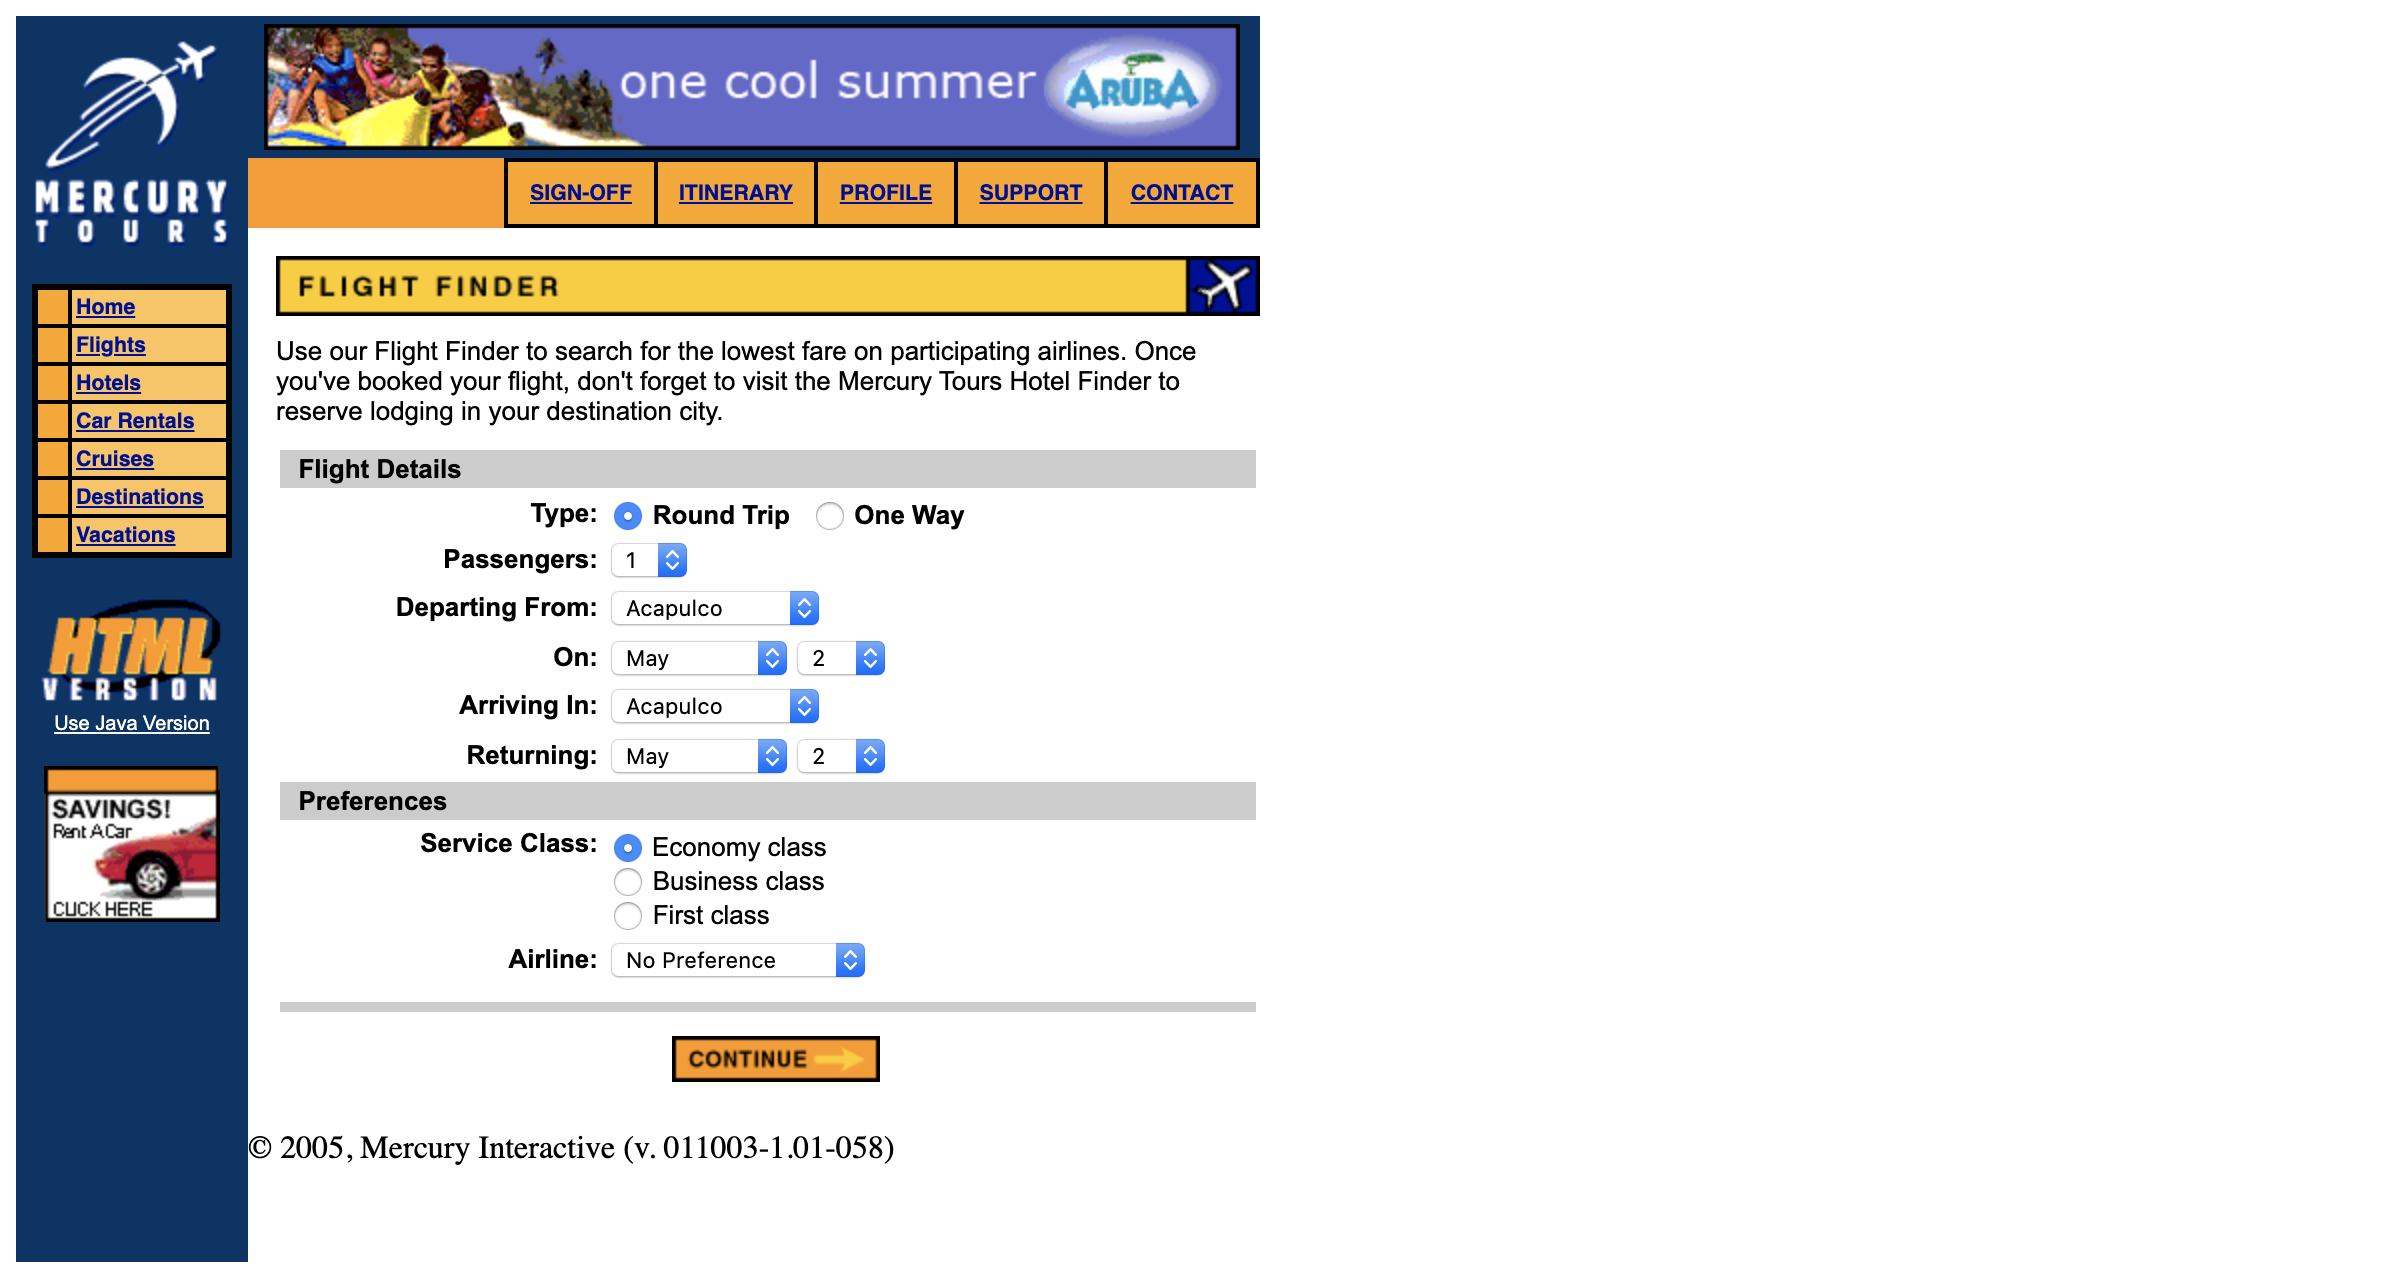 one cool summer ARUBA
MERCURY
TOURS
SIGN-OFF ITINERARY PROFILE SUPPORT CONTACT
Home
Flights
Hotels
Car Rentals
Cruises
Destinations
Vacations
HTML
VERSION
Use Java Version
SAVINGS!
Rent A Car
CLICK HERE
FLIGHT FINDER
Use our Flight Finder to search for the lowest fare on participating airlines. Once
you've booked your flight, don't forget to visit the Mercury Tours Hotel Finder to
reserve lodging in your destination city.
Flight Details
Type: Round Trip One Way
Passengers: 1
Departing From: Acapulco
On: May 2
Arriving In: Acapulco
Returning: May 2
Preferences
Service Class: Economy class
Business class
First class
Airline: No Preference
CONTINUE
© 2005, Mercury Interactive (v. 011003-1.01-058)